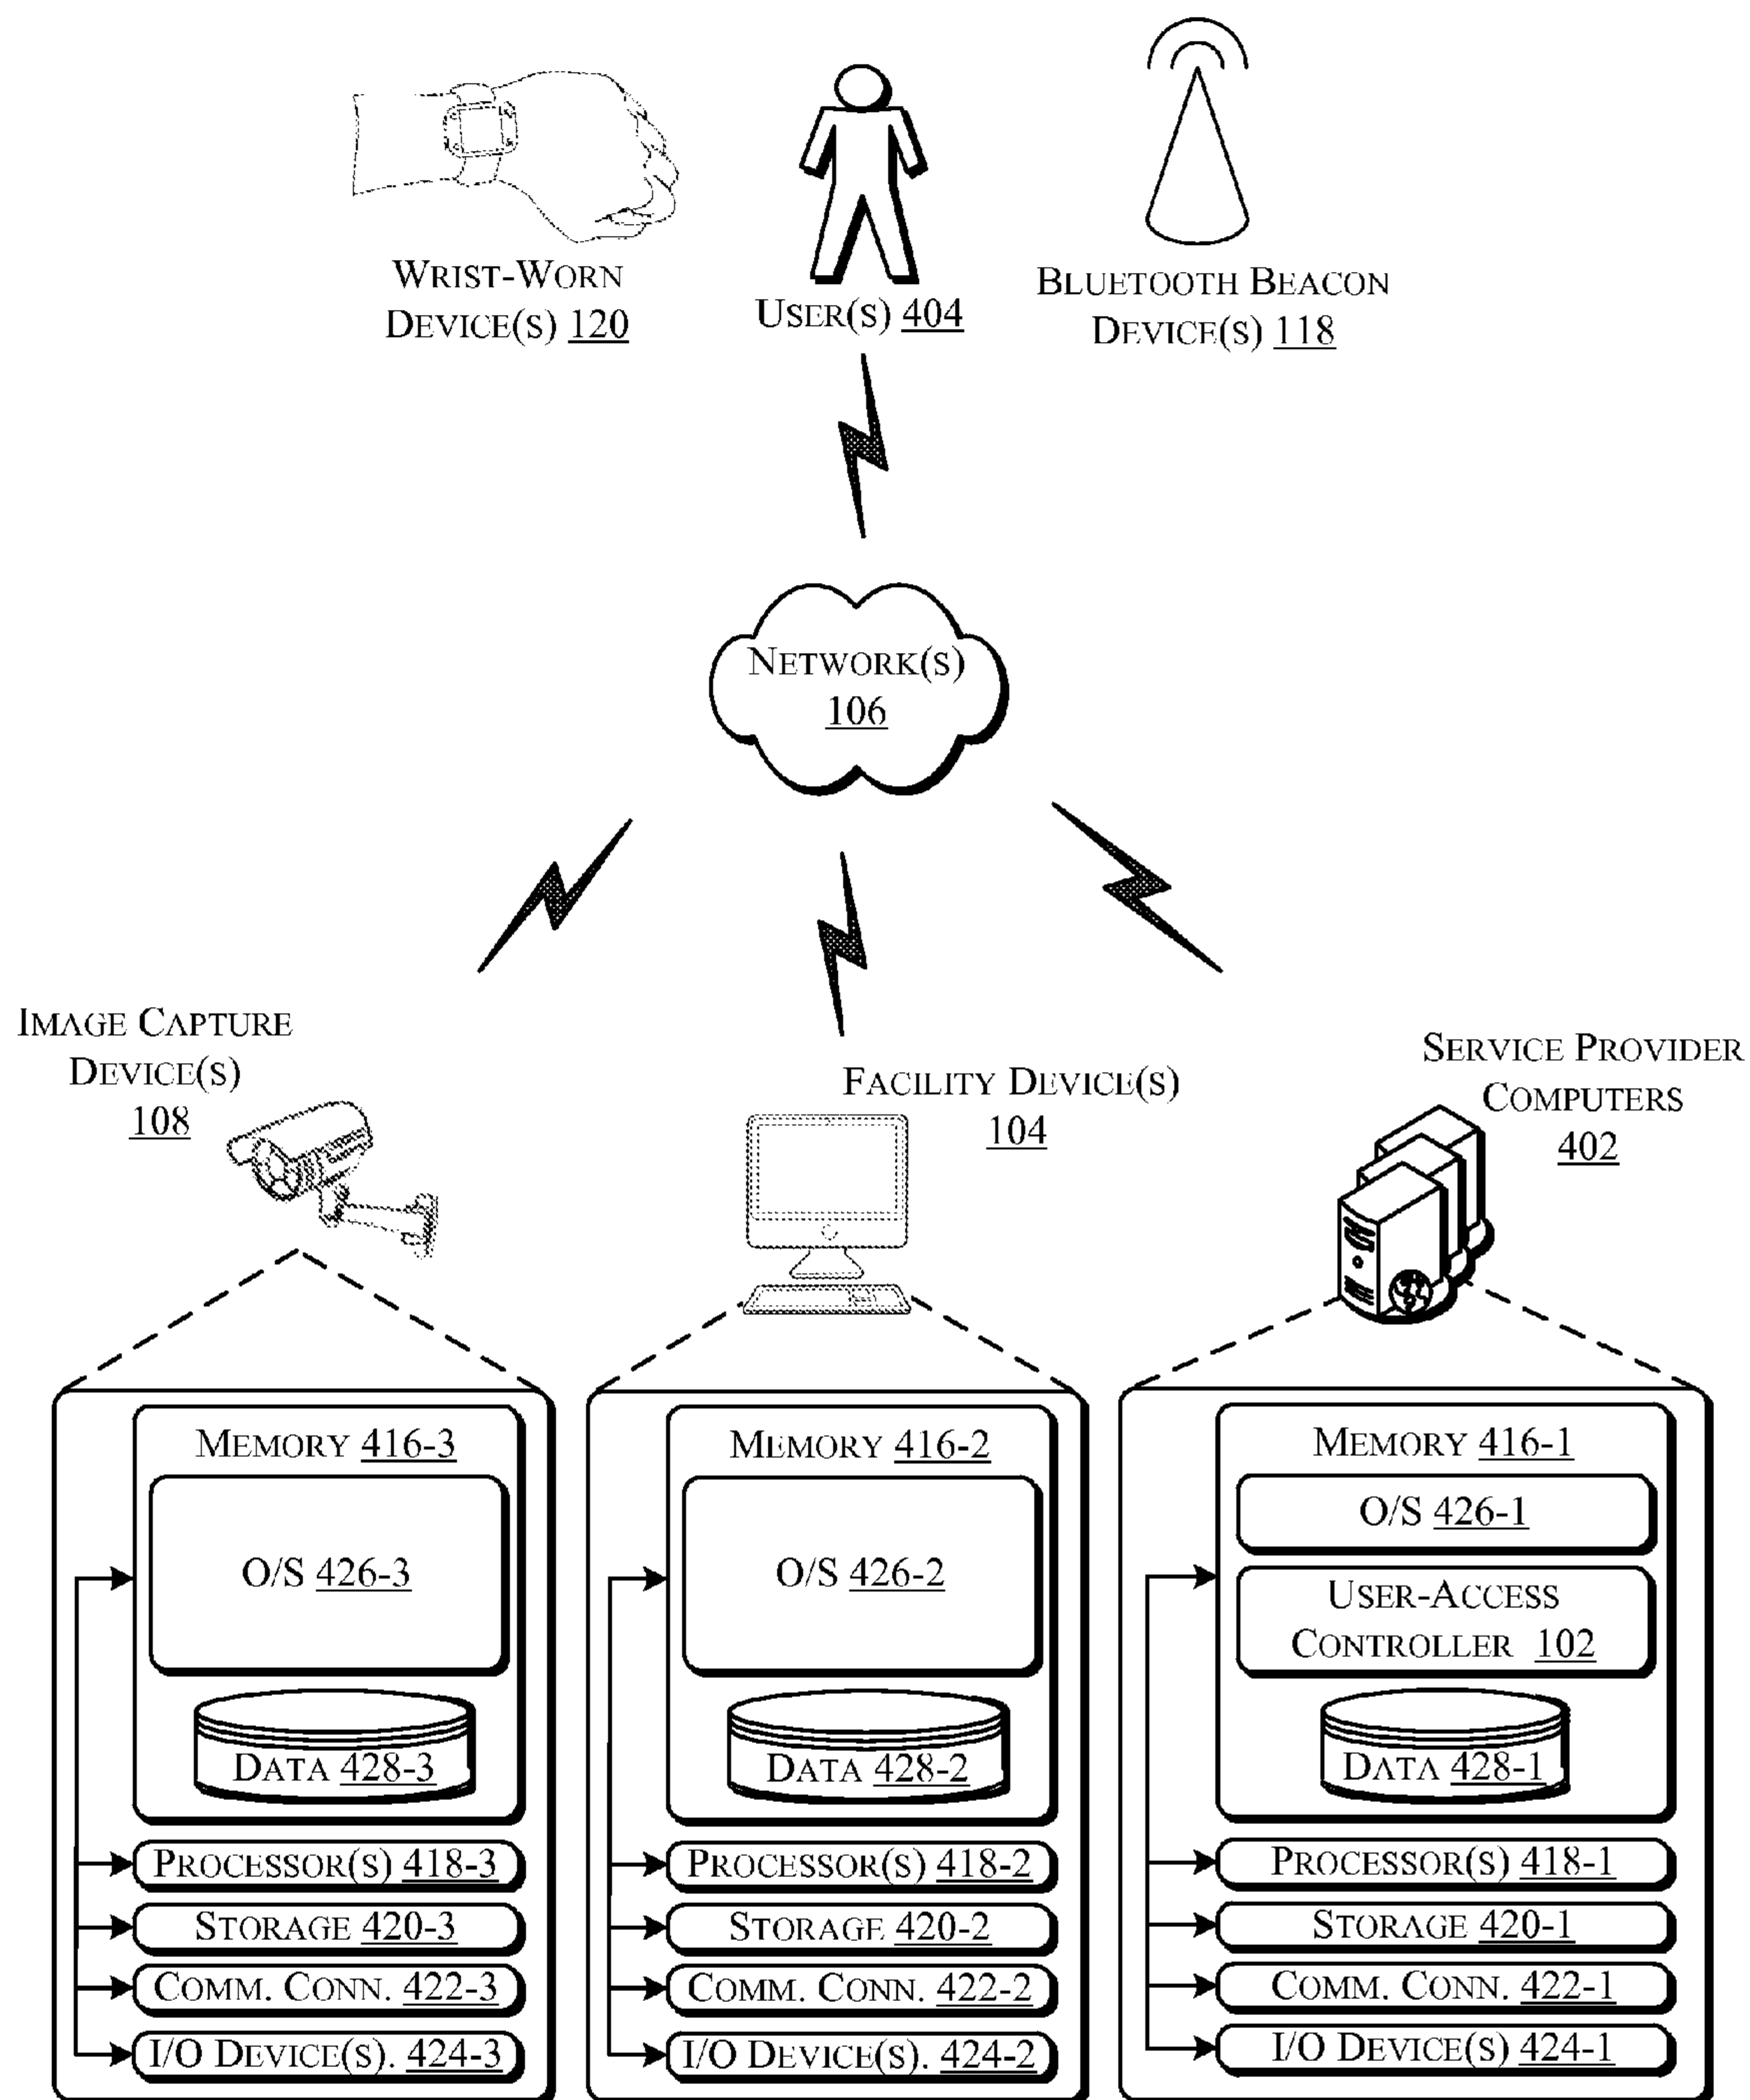 WRIST-WORN
DEVICE(S) 120
USER(S) 404
BLUETOOTH BEACON
DEVICE(S) 118
NETWORK(S)
106
IMAGE CAPTURE
DEVICE(S)
108
FACILITY DEVICE(S)
104
SERVICE PROVIDER
COMPUTERS
402
MEMORY 416-3
O/S 426-3
DATA 428-3
PROCESSOR(S) 418-3
STORAGE 420-3
COMM. CONN. 422-3
I/O DEVICE(S). 424-3
MEMORY 416-2
O/S 426-2
DATA 428-2
PROCESSOR(S) 418-2
STORAGE 420-2
COMM. CONN. 422-2
I/O DEVICE(S). 424-2
MEMORY 416-1
O/S 426-1
USER-ACCESS
CONTROLLER 102
DATA 428-1
PROCESSOR(S) 418-1
STORAGE 420-1
COMM. CONN. 422-1
I/O DEVICE(S) 424-1